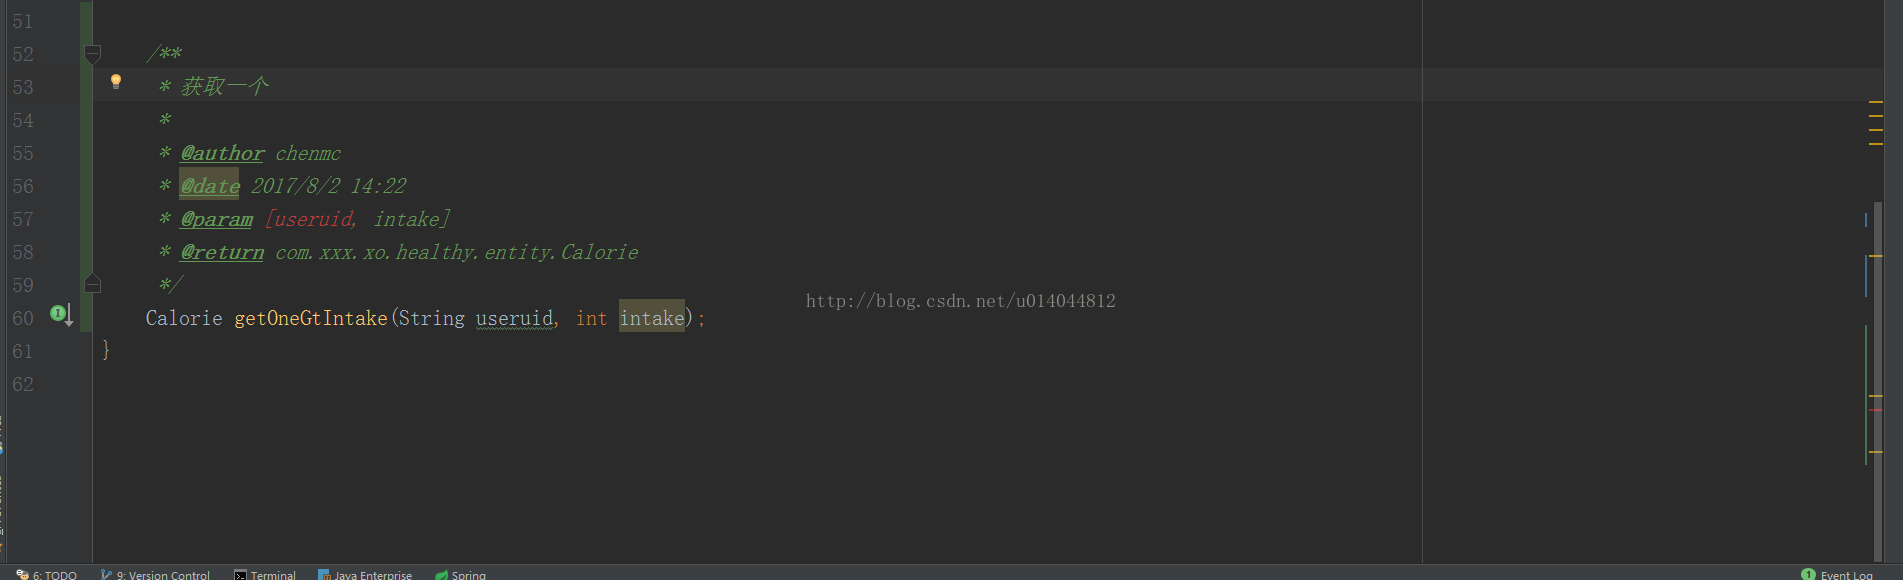 51
52 /**
53 * 获取一个
54 *
55 * @author chenmc
56 * @date 2017/8/2 14:22
57 * @param [useruid, intake]
58 * @return com.xxx.xo.healthy.entity.Calorie
59 */
http://blog.csdn.net/u014044812
60 Calorie getOneGtIntake(String useruid, int intake);
61 }
62
6: TODO 9: Version Control Terminal Java Enterprise Spring 1 Event Log